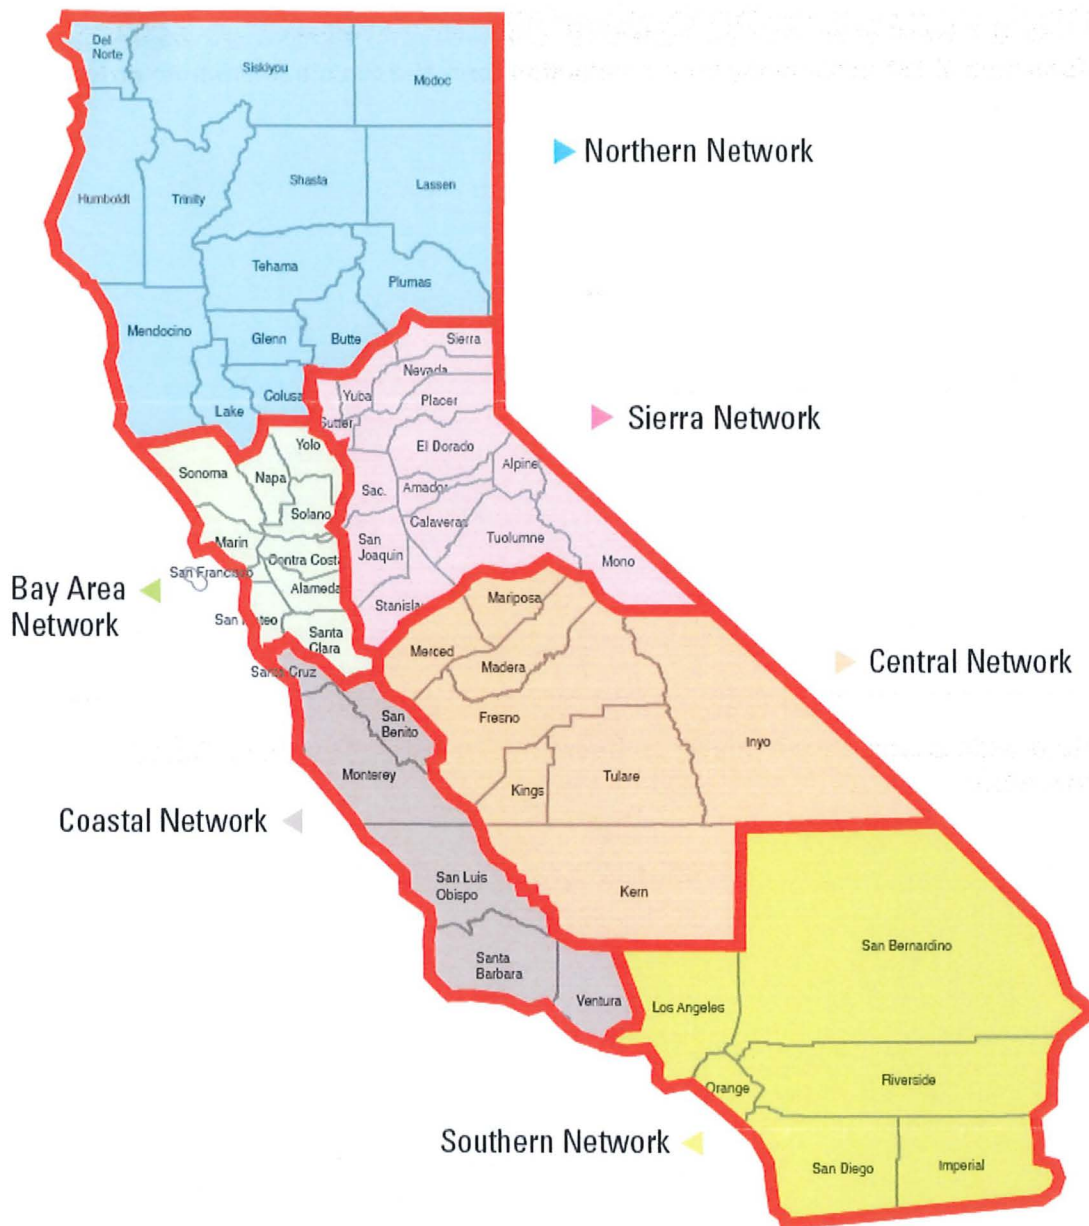 Del
Norte
Siskiyou
Modoc
Northern Network
Humboldt
Trinity
Shasta
Lassen
Tehama
Plumas
Mendocino
Glenn
Butte
Sierra
Nevada
Lake
Colusa
Yuba
Placer
Sutter
Sierra Network
Yolo
El Dorado
Sonoma
Napa
Alpine
Sac.
Amador
Solano
Calaveras
Marin
San
Joaquin
Tuolumne
Mono
Contra Costa
San Francisco
Alameda
Bay Area
Network
Stanislau
Mariposa
San Mateo
Santa
Clara
Merced
Madera
Central Network
Santa Cruz
San
Benito
Fresno
Inyo
Monterey
Kings
Tulare
Coastal Network
San Luis
Obispo
Kern
San Bernardino
Santa
Barbara
Ventura
Los Angeles
Orange
Riverside
Southern Network
San Diego
Imperial